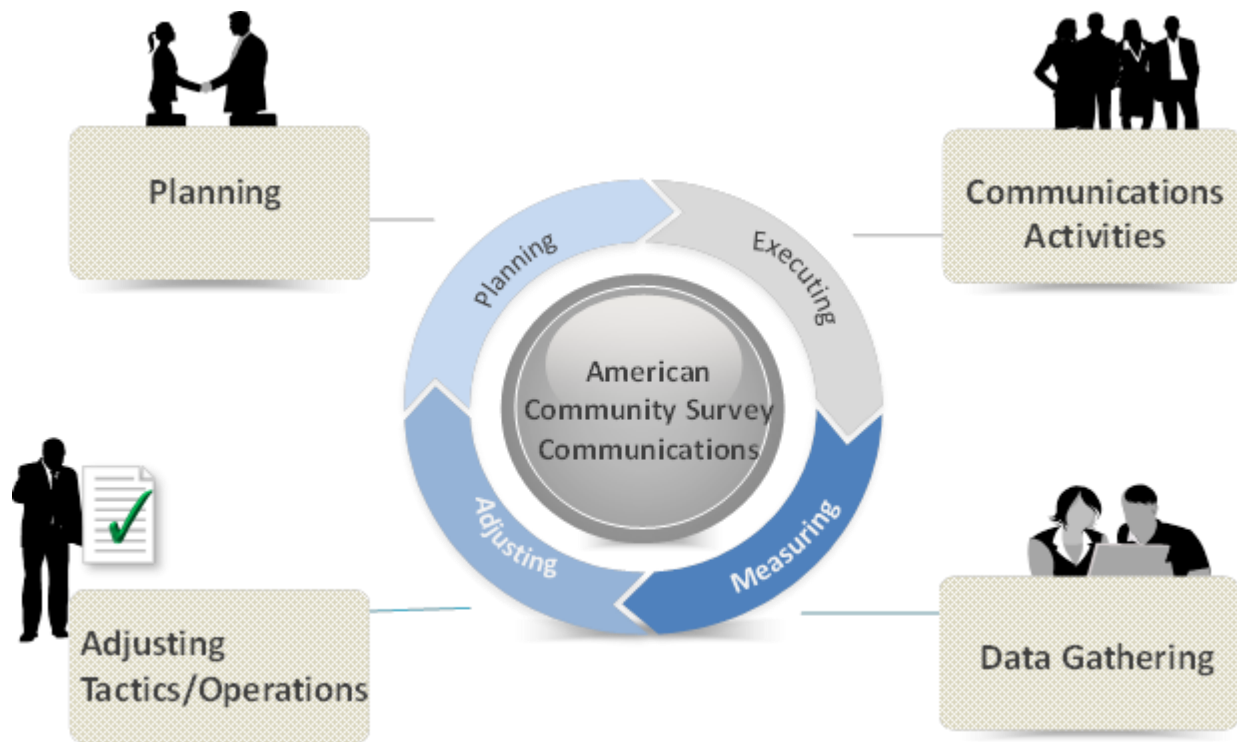 Planning
Communications
Activities
Planning
Executing
American
Community Survey
Communications
Adjusting
Measuring
Adjusting
Tactics/Operations
Data Gathering